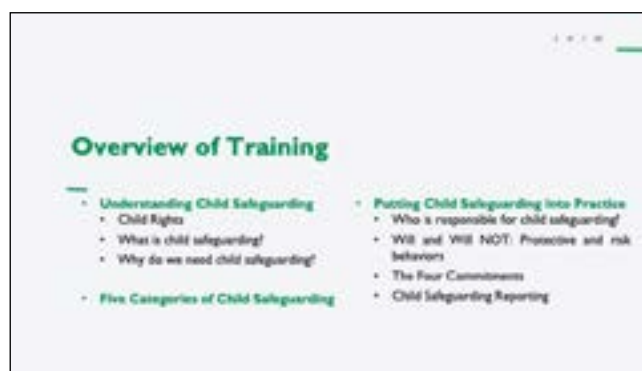 Overview of Training
Understanding Child Safeguarding
• Child Rights
• What is child safeguarding?
• Why do we need child safeguarding?
Five Categories of Child Safeguarding
Putting Child Safeguarding into Practice
• Who is responsible for child safeguarding?
• Will and Will NOT: Protective and risk
behaviors
• The Four Commitments
• Child Safeguarding Reporting